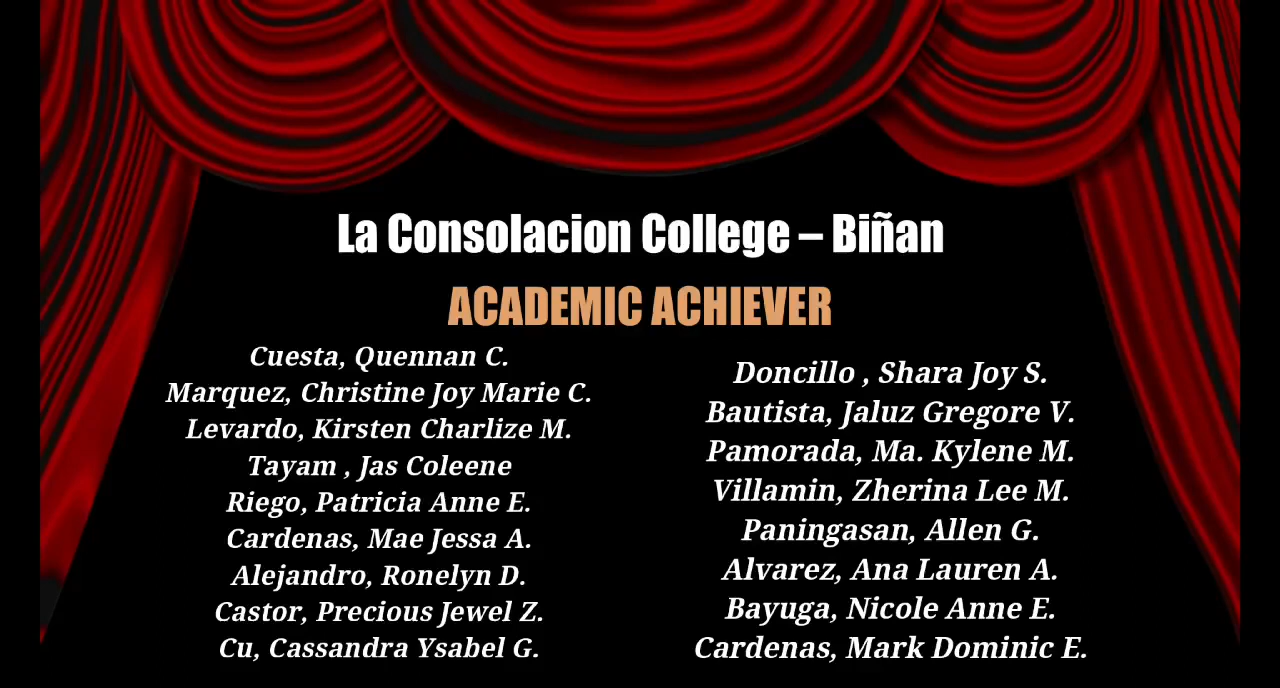 La Consolacion College – Biñan
ACADEMIC ACHIEVER
Cuesta, Quennan C.
Marquez, Christine Joy Marie C.
Levardo, Kirsten Charlize M.
Tayam , Jas Coleene
Riego, Patricia Anne E.
Cardenas, Mae Jessa A.
Alejandro, Ronelyn D.
Castor, Precious Jewel Z.
Cu, Cassandra Ysabel G.
Doncillo , Shara Joy S.
Bautista, Jaluz Gregore V.
Pamorada, Ma. Kylene M.
Villamin, Zherina Lee M.
Paningasan, Allen G.
Alvarez, Ana Lauren A.
Bayuga, Nicole Anne E.
Cardenas, Mark Dominic E.